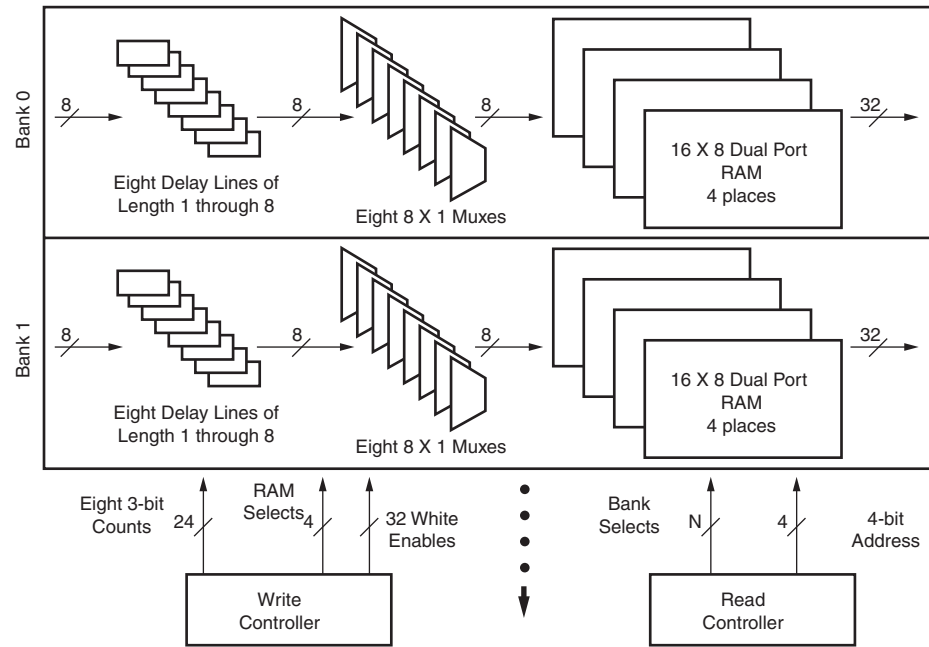 Bank 0
8
8
8
32
Eight Delay Lines of
Length 1 through 8
Eight 8 X 1 Muxes
16 X 8 Dual Port
RAM
4 places
Bank 1
8
8
8
32
Eight Delay Lines of
Length 1 through 8
Eight 8 X 1 Muxes
16 X 8 Dual Port
RAM
4 places
Eight 3-bit
Counts
24
RAM
Selects
4
32 White
Enables
Bank
Selects
N
4
4-bit
Address
Write
Controller
Read
Controller